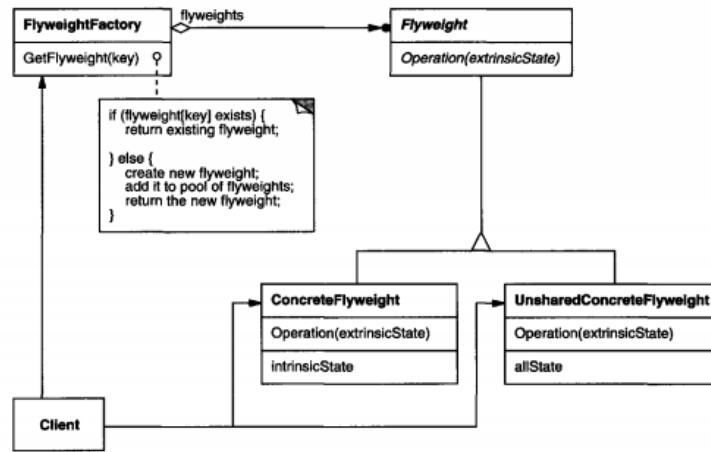 FlyweightFactory
flyweights
Flyweight
GetFlyweight(key)
Operation(extrinsicState)
if (flyweight[key] exists) {
return existing flyweight;
} else {
create new flyweight;
add it to pool of flyweights;
return the new flyweight;
}
ConcreteFlyweight
Operation(extrinsicState)
intrinsicState
UnsharedConcreteFlyweight
Operation(extrinsicState)
allState
Client